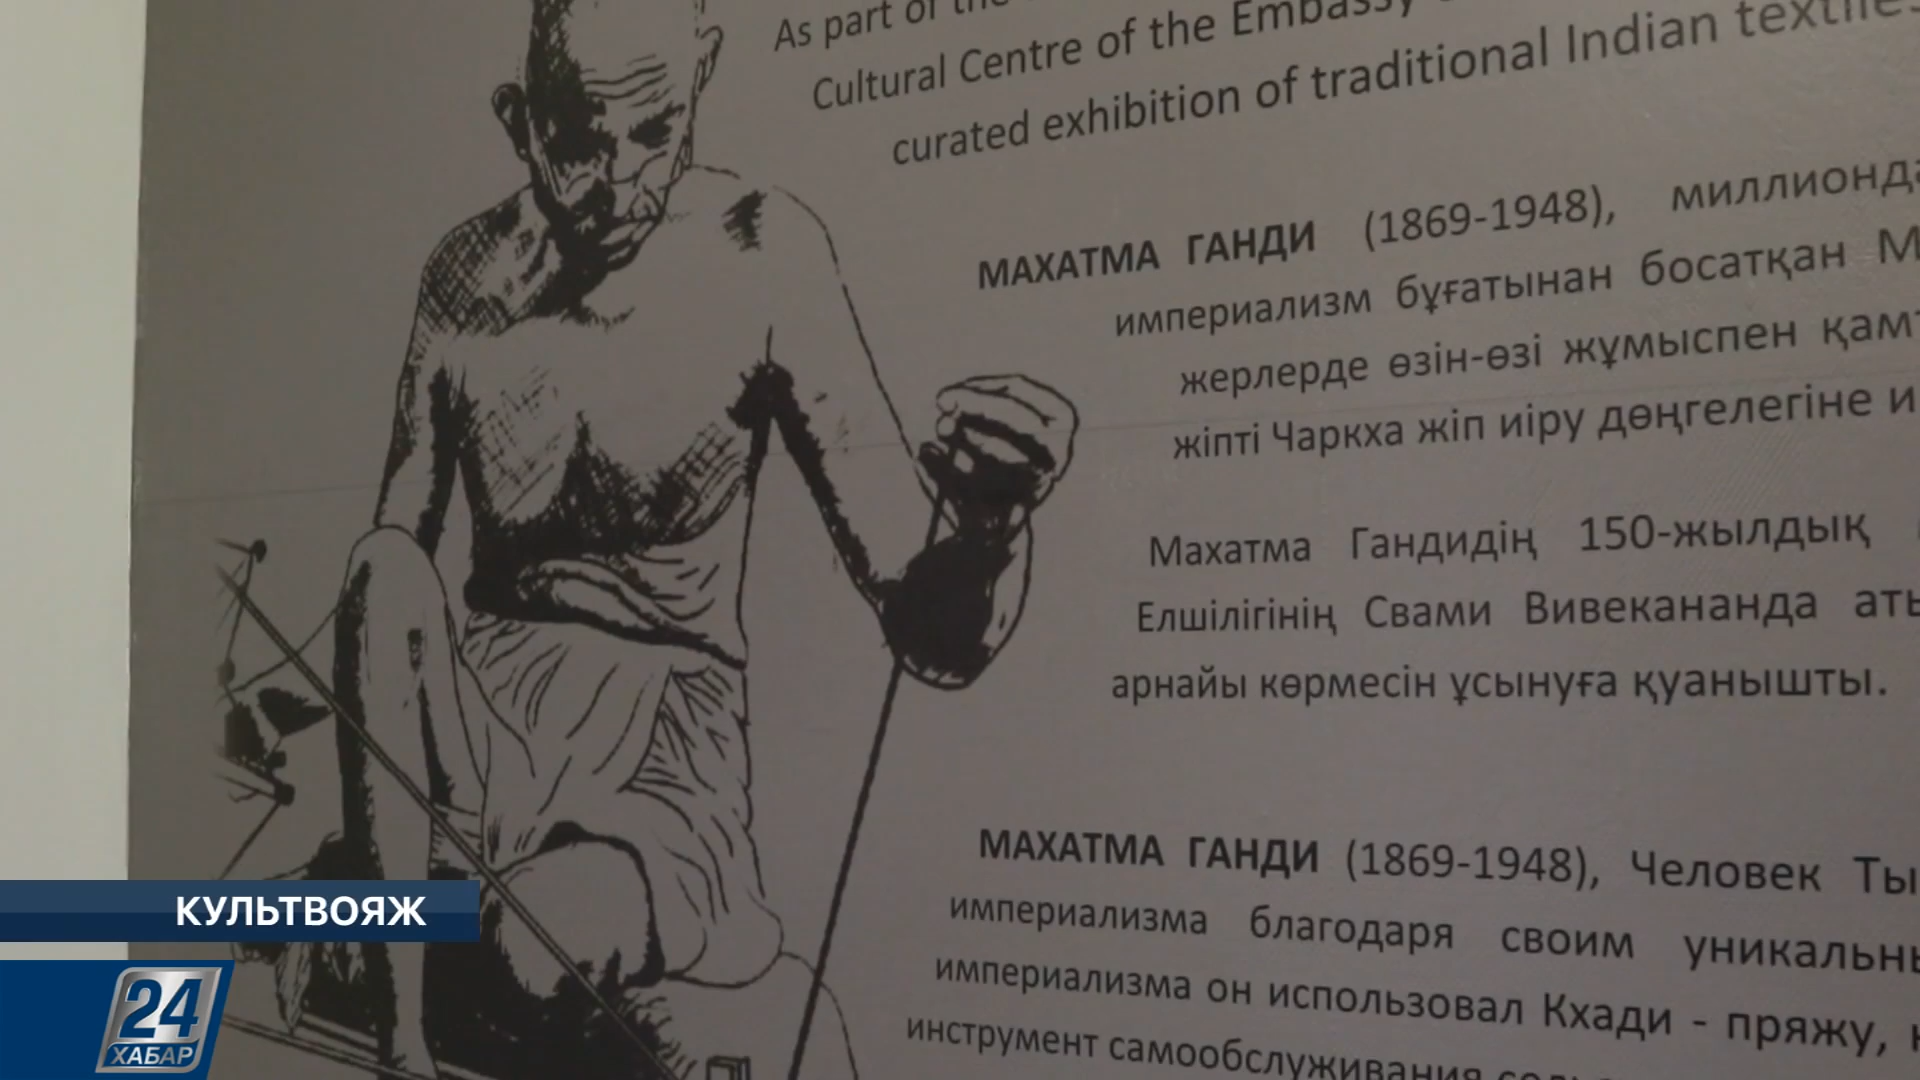 As part of the
Cultural Centre of the Embassy
curated exhibition of traditional Indian textiles
МАХАТМА ГАНДИ (1869-1948),
империализм бұғатынан босатқан
жерлерде өзін-өзі жұмыспен
жіпті Чаркха жіп иіру дөңгелегіне
Махатма Гандидің 150-жылдық
Елшілігінің Свами Вивекананда
арнайы көрмесін ұсынуға қуанышты.
МАХАТМА ГАНДИ (1869-1948), Человек
империализма благодаря своим
империализма он использовал Кхади - пряжу,
инструмент самообслуживания
КУЛЬТВОЯЖ
24
ХАБАР